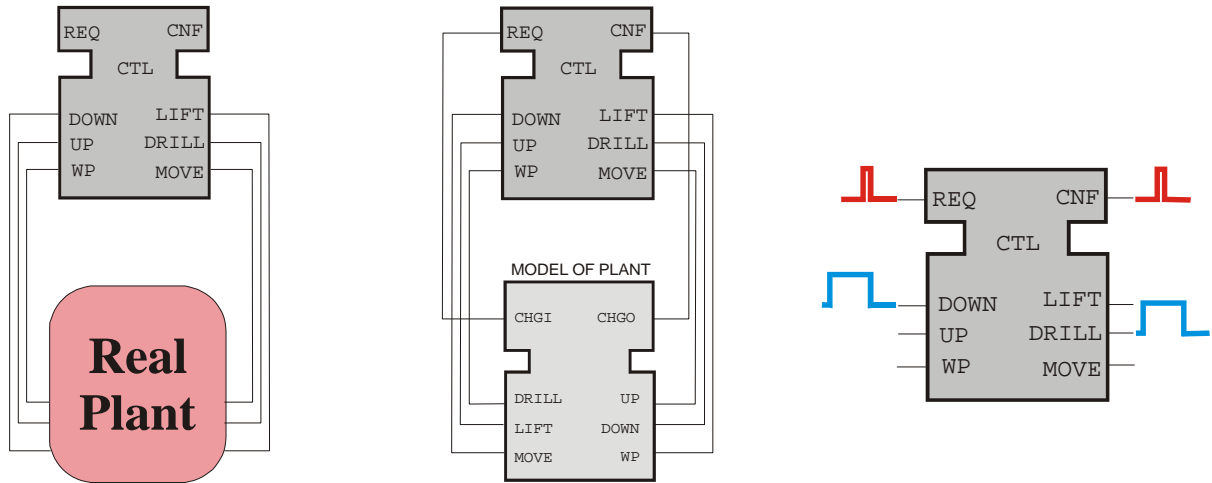 REQ CNF
CTL
DOWN LIFT
UP DRILL
WP MOVE
Real
Plant
REQ CNF
CTL
DOWN LIFT
UP DRILL
WP MOVE
MODEL OF PLANT
CHGI CHGO
DRILL UP
LIFT DOWN
MOVE WP
REQ CNF
CTL
DOWN LIFT
UP DRILL
WP MOVE